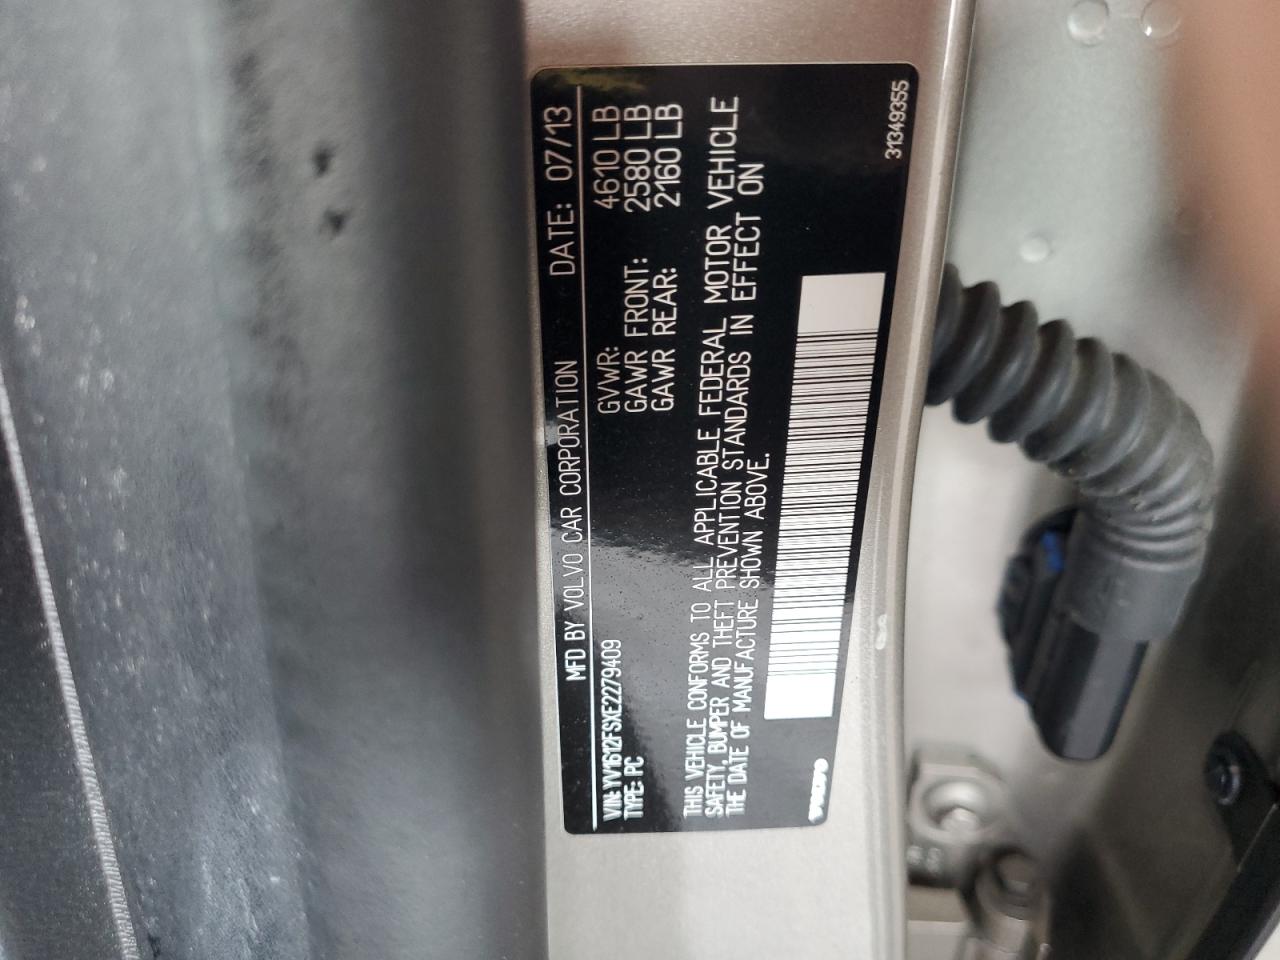 MFD BY VOLVO CAR CORPORATION DATE: 07/13
VIN: YV1612FSXE2279409 GVWR: 4610 LB
TYPE: PC GAWR FRONT: 2580 LB
GAWR REAR: 2160 LB
THIS VEHICLE CONFORMS TO ALL APPLICABLE FEDERAL MOTOR VEHICLE
SAFETY, BUMPER AND THEFT PREVENTION STANDARDS IN EFFECT ON
THE DATE OF MANUFACTURE SHOWN ABOVE.
VOLVO 31349355